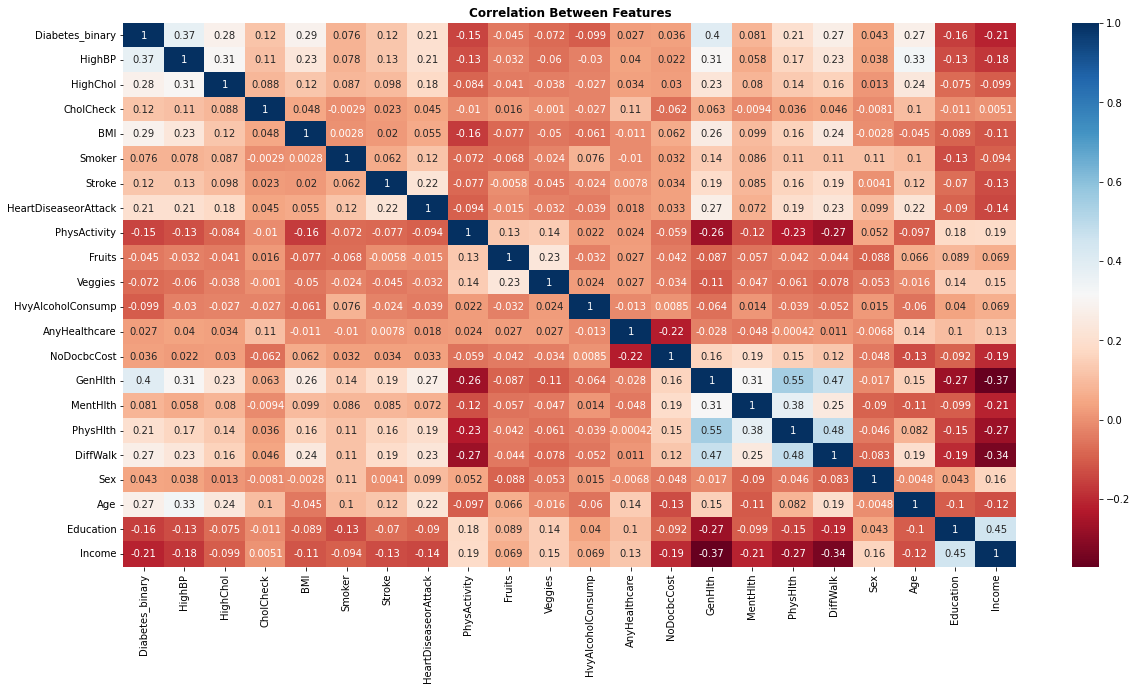 Correlation Between Features
Diabetes_binary 1 0.37 0.28 0.12 0.29 0.076 0.12 0.21 -0.15 -0.045 -0.072 -0.099 0.027 0.036 0.4 0.081 0.21 0.27 0.043 0.27 -0.16 -0.21
HighBP 0.37 1 0.31 0.11 0.23 0.078 0.13 0.21 -0.13 -0.032 -0.06 -0.03 0.04 0.022 0.31 0.058 0.17 0.23 0.038 0.33 -0.13 -0.18
HighChol 0.28 0.31 1 0.088 0.12 0.087 0.098 0.18 -0.084 -0.041 -0.038 -0.027 0.034 0.03 0.23 0.08 0.14 0.16 0.013 0.24 -0.075 -0.099
CholCheck 0.12 0.11 0.088 1 0.048 -0.0029 0.023 0.045 -0.01 0.016 -0.001 -0.027 0.11 -0.062 0.063 -0.0094 0.036 0.046 -0.0081 0.1 -0.011 0.0051
BMI 0.29 0.23 0.12 0.048 1 0.0028 0.02 0.055 -0.16 -0.077 -0.05 -0.061 -0.011 0.062 0.26 0.099 0.16 0.24 -0.0028 -0.045 -0.089 -0.11
Smoker 0.076 0.078 0.087 -0.0029 0.0028 1 0.062 0.12 -0.072 -0.068 -0.024 0.076 -0.01 0.032 0.14 0.086 0.11 0.11 0.11 0.1 -0.13 -0.094
Stroke 0.12 0.13 0.098 0.023 0.02 0.062 1 0.22 -0.077 -0.0058 -0.045 -0.024 0.0078 0.034 0.19 0.085 0.16 0.19 0.0041 0.12 -0.07 -0.13
HeartDiseaseorAttack 0.21 0.21 0.18 0.045 0.055 0.12 0.22 1 -0.094 -0.015 -0.032 -0.039 0.018 0.033 0.27 0.072 0.19 0.23 0.099 0.22 -0.09 -0.14
PhysActivity -0.15 -0.13 -0.084 -0.01 -0.16 -0.072 -0.077 -0.094 1 0.13 0.14 0.022 0.024 -0.059 -0.26 -0.12 -0.23 -0.27 0.052 -0.097 0.18 0.19
Fruits -0.045 -0.032 -0.041 0.016 -0.077 -0.068 -0.0058 -0.015 0.13 1 0.23 -0.032 0.027 -0.042 -0.087 -0.057 -0.042 -0.044 -0.088 0.066 0.089 0.069
Veggies -0.072 -0.06 -0.038 -0.001 -0.05 -0.024 -0.045 -0.032 0.14 0.23 1 0.024 0.027 -0.034 -0.11 -0.047 -0.061 -0.078 -0.053 -0.016 0.14 0.15
HvyAlcoholConsump -0.099 -0.03 -0.027 -0.027 -0.061 0.076 -0.024 -0.039 0.022 -0.032 0.024 1 -0.013 0.0085 -0.064 0.014 -0.039 -0.052 0.015 -0.06 0.04 0.069
AnyHealthcare 0.027 0.04 0.034 0.11 -0.011 -0.01 0.0078 0.018 0.024 0.027 0.027 -0.013 1 -0.22 -0.028 -0.048 -0.00042 0.011 -0.0068 0.14 0.1 0.13
NoDocbcCost 0.036 0.022 0.03 -0.062 0.062 0.032 0.034 0.033 -0.059 -0.042 -0.034 0.0085 -0.22 1 0.16 0.19 0.15 0.12 -0.048 -0.13 -0.092 -0.19
GenHlth 0.4 0.31 0.23 0.063 0.26 0.14 0.19 0.27 -0.26 -0.087 -0.11 -0.064 -0.028 0.16 1 0.31 0.55 0.47 -0.017 0.15 -0.27 -0.37
MentHlth 0.081 0.058 0.08 -0.0094 0.099 0.086 0.085 0.072 -0.12 -0.057 -0.047 0.014 -0.048 0.19 0.31 1 0.38 0.25 -0.09 -0.11 -0.099 -0.21
PhysHlth 0.21 0.17 0.14 0.036 0.16 0.11 0.16 0.19 -0.23 -0.042 -0.061 -0.039 -0.00042 0.15 0.55 0.38 1 0.48 -0.046 0.082 -0.15 -0.27
DiffWalk 0.27 0.23 0.16 0.046 0.24 0.11 0.19 0.23 -0.27 -0.044 -0.078 -0.052 0.011 0.12 0.47 0.25 0.48 1 -0.083 0.19 -0.19 -0.34
Sex 0.043 0.038 0.013 -0.0081 -0.0028 0.11 0.0041 0.099 0.052 -0.088 -0.053 0.015 -0.0068 -0.048 -0.017 -0.09 -0.046 -0.083 1 -0.0048 0.043 0.16
Age 0.27 0.33 0.24 0.1 -0.045 0.1 0.12 0.22 -0.097 0.066 -0.016 -0.06 0.14 -0.13 0.15 -0.11 0.082 0.19 -0.0048 1 -0.1 -0.12
Education -0.16 -0.13 -0.075 -0.011 -0.089 -0.13 -0.07 -0.09 0.18 0.089 0.14 0.04 0.1 -0.092 -0.27 -0.099 -0.15 -0.19 0.043 -0.1 1 0.45
Income -0.21 -0.18 -0.099 0.0051 -0.11 -0.094 -0.13 -0.14 0.19 0.069 0.15 0.069 0.13 -0.19 -0.37 -0.21 -0.27 -0.34 0.16 -0.12 0.45 1
Diabetes_binary
HighBP
HighChol
CholCheck
BMI
Smoker
Stroke
HeartDiseaseorAttack
PhysActivity
Fruits
Veggies
HvyAlcoholConsump
AnyHealthcare
NoDocbcCost
GenHlth
MentHlth
PhysHlth
DiffWalk
Sex
Age
Education
Income
1.0
0.8
0.6
0.4
0.2
0.0
−0.2